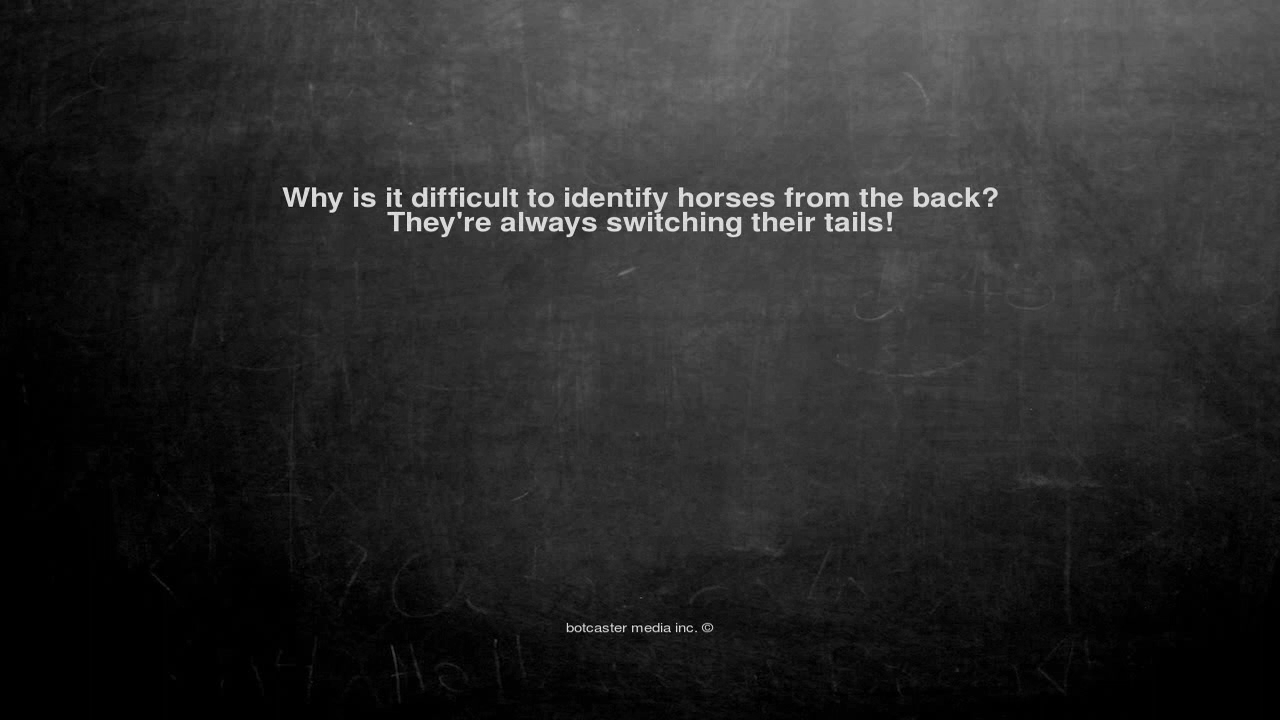 Why is it difficult to identify horses from the back?
They're always switching their tails!
botcaster media inc. ©